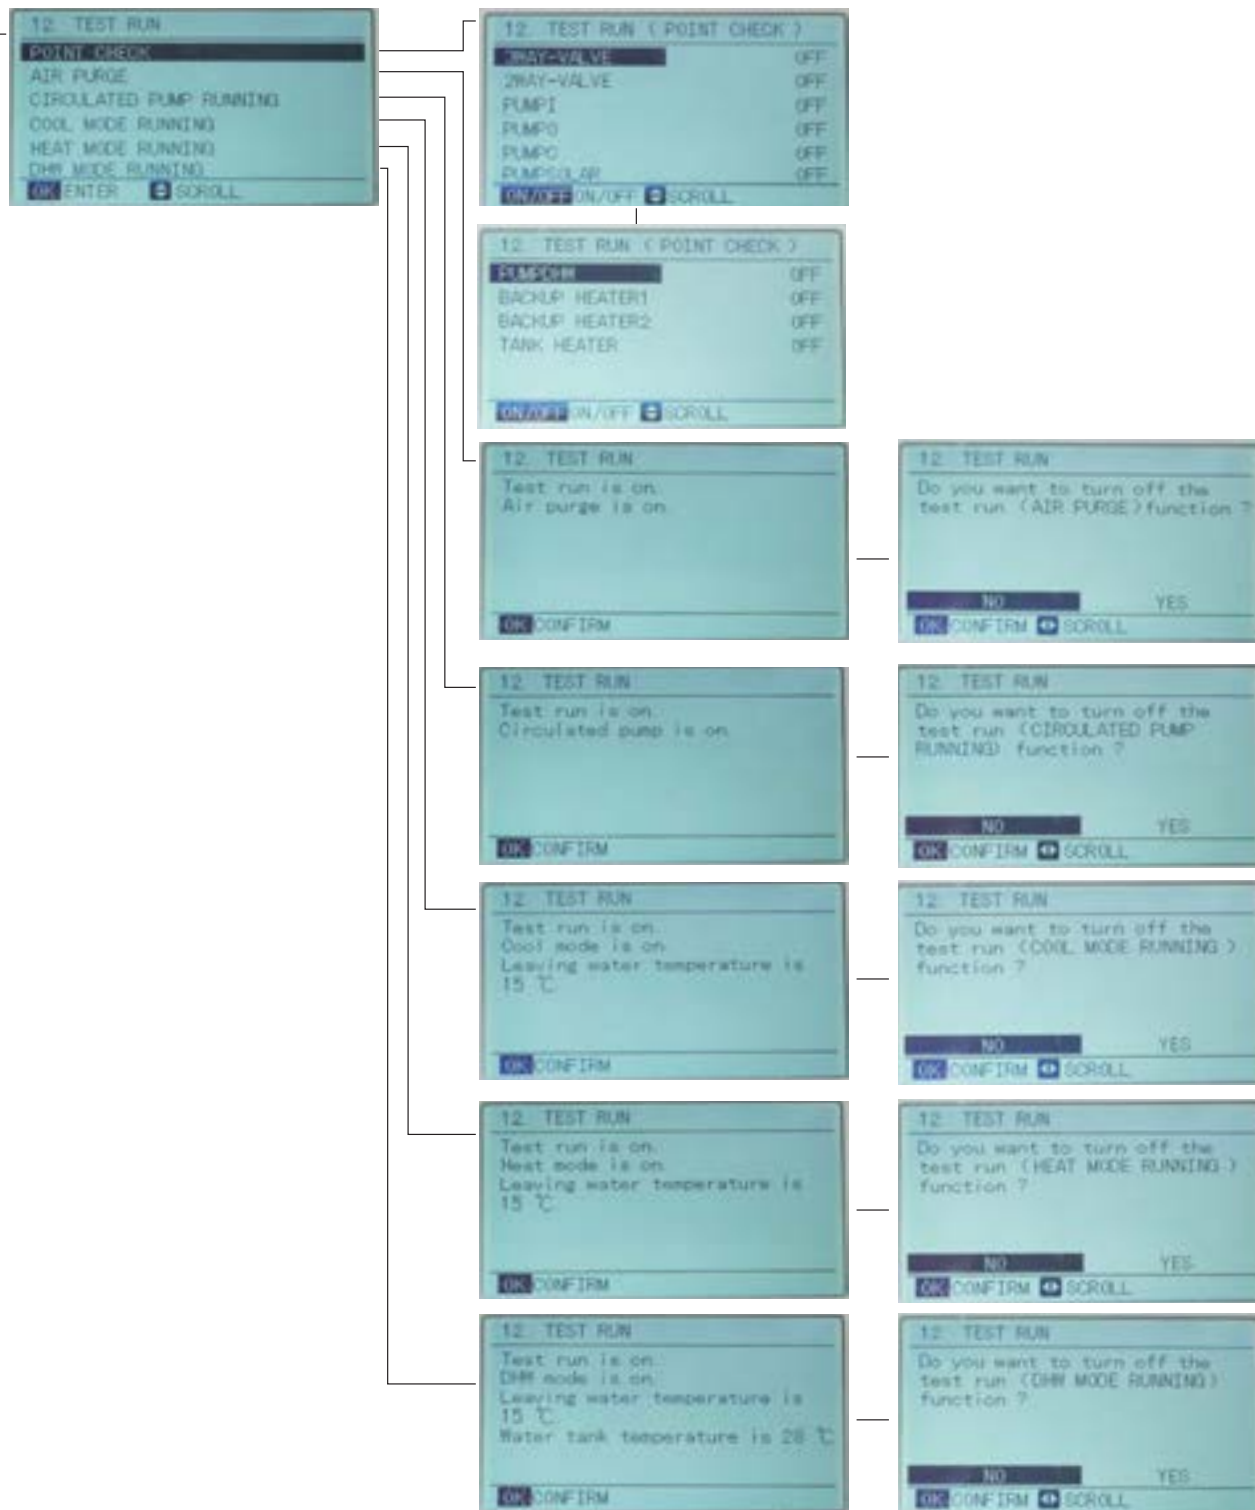 12 TEST RUN
POINT CHECK
AIR PURGE
CIRCULATED PUMP RUNNING
COOL MODE RUNNING
HEAT MODE RUNNING
DHW MODE RUNNING
OK ENTER SCROLL
12 TEST RUN ( POINT CHECK )
3WAY-VALVE OFF
2WAY-VALVE OFF
PUMPI OFF
PUMPO OFF
PUMPC OFF
PUMPSOLAR OFF
ON/OFF ON/OFF SCROLL
12 TEST RUN ( POINT CHECK )
PUMPDHW OFF
BACKUP HEATER1 OFF
BACKUP HEATER2 OFF
TANK HEATER OFF
ON/OFF ON/OFF SCROLL
12 TEST RUN
Test run is on.
Air purge is on.
OK CONFIRM
12 TEST RUN
Do you want to turn off the
test run (AIR PURGE) function ?
NO YES
OK CONFIRM SCROLL
12 TEST RUN
Test run is on.
Circulated pump is on.
OK CONFIRM
12 TEST RUN
Do you want to turn off the
test run (CIRCULATED PUMP
RUNNING) function ?
NO YES
OK CONFIRM SCROLL
12 TEST RUN
Test run is on.
Cool mode is on.
Leaving water temperature is
15 ℃
OK CONFIRM
12 TEST RUN
Do you want to turn off the
test run (COOL MODE RUNNING )
function ?
NO YES
OK CONFIRM SCROLL
12 TEST RUN
Test run is on.
Heat mode is on.
Leaving water temperature is
15 ℃
OK CONFIRM
12 TEST RUN
Do you want to turn off the
test run (HEAT MODE RUNNING )
function ?
NO YES
OK CONFIRM SCROLL
12 TEST RUN
Test run is on.
DHW mode is on.
Leaving water temperature is
15 ℃
Water tank temperature is 28 ℃
OK CONFIRM
12 TEST RUN
Do you want to turn off the
test run (DHW MODE RUNNING)
function ?
NO YES
OK CONFIRM SCROLL